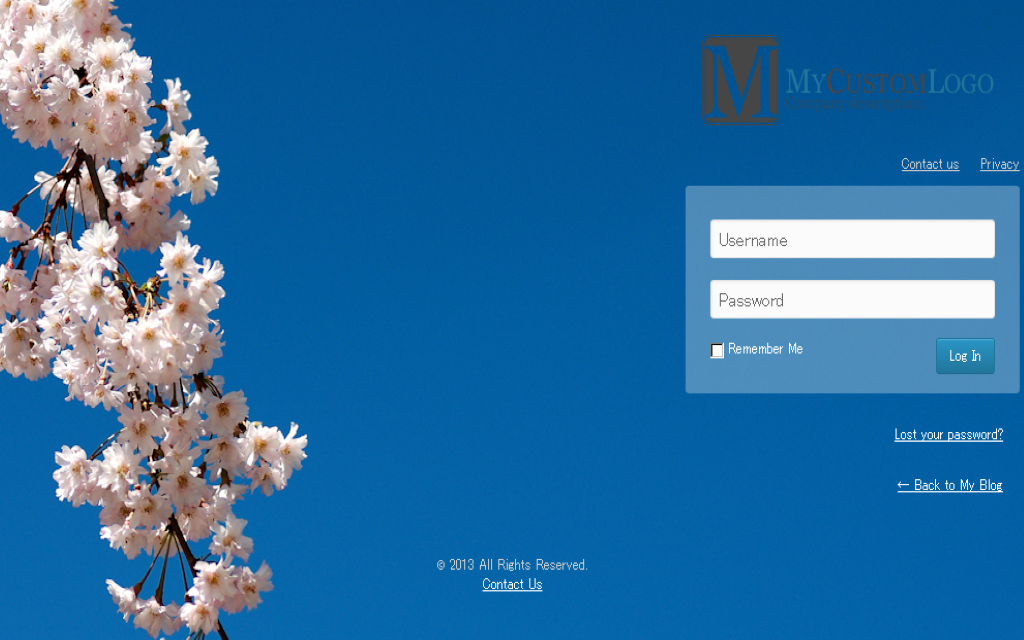 M
MyCustomLogo
Contact us Privacy
Username
Password
Remember Me
Log In
Lost your password?
← Back to My Blog
© 2013 All Rights Reserved.
Contact Us